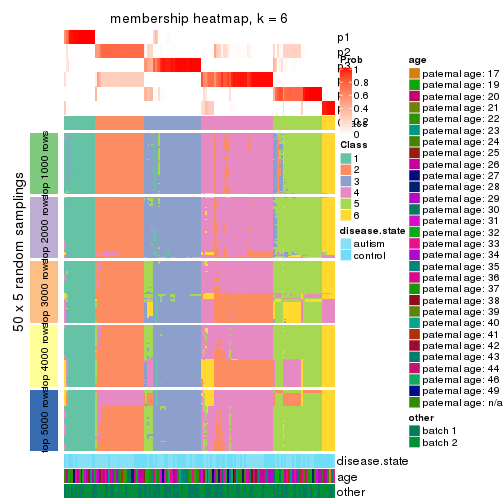 membership heatmap, k = 6
p1
p2
Prob
1
0.8
0.6
0.4
0.2
0
Class
1
2
3
4
5
6
disease.state
autism
control
age
paternal age: 17
paternal age: 19
paternal age: 20
paternal age: 21
paternal age: 22
paternal age: 23
paternal age: 24
paternal age: 25
paternal age: 26
paternal age: 27
paternal age: 28
paternal age: 29
paternal age: 30
paternal age: 31
paternal age: 32
paternal age: 33
paternal age: 34
paternal age: 35
paternal age: 36
paternal age: 37
paternal age: 38
paternal age: 39
paternal age: 40
paternal age: 41
paternal age: 42
paternal age: 43
paternal age: 44
paternal age: 46
paternal age: 49
paternal age: n/a
other
batch 1
batch 2
50 x 5 random samplings
top 1000 rows
top 2000 rows
top 3000 rows
top 4000 rows
top 5000 rows
disease.state
age
other